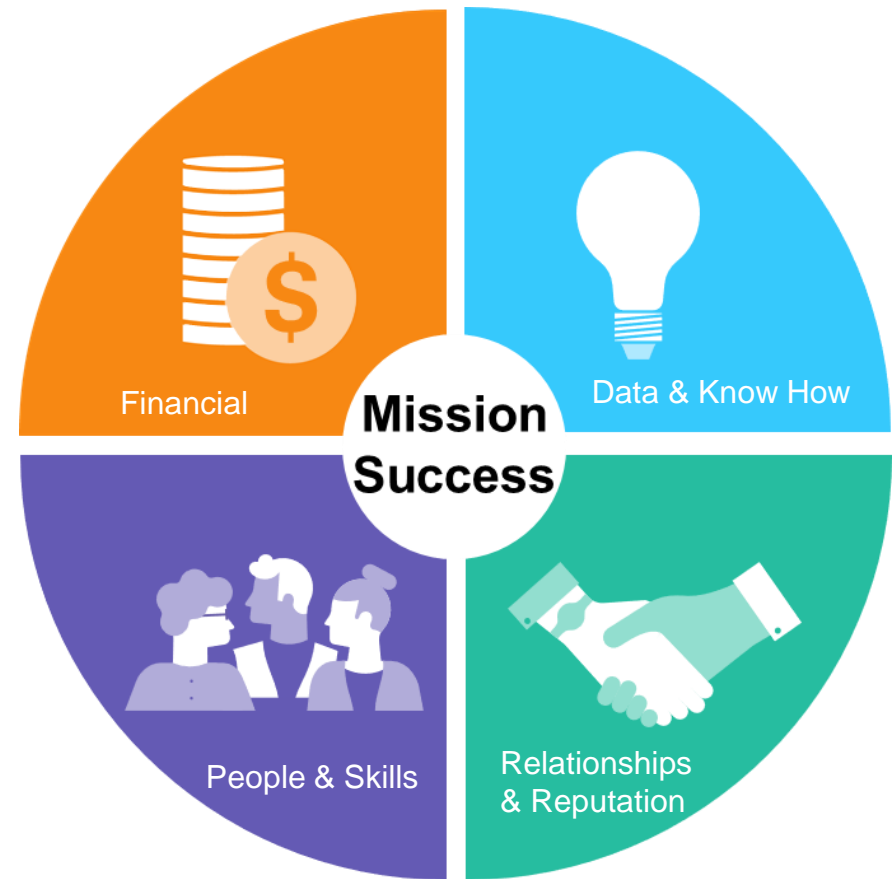 $
Financial
Data & Know How
Mission
Success
People & Skills
Relationships
& Reputation